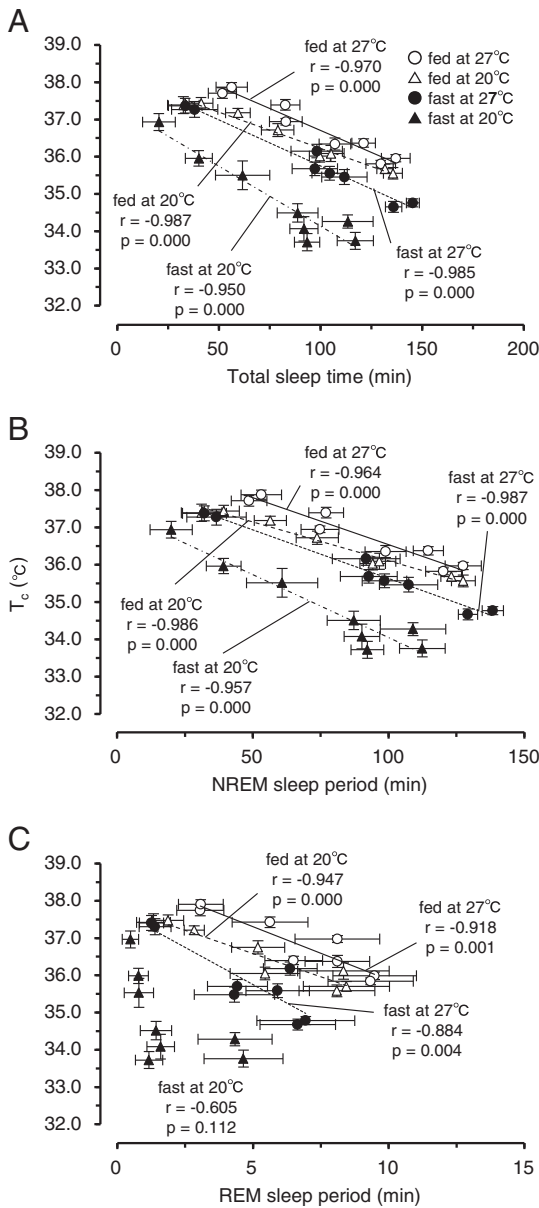 A
39.0
38.0
37.0
36.0
35.0
34.0
33.0
32.0
fed at 27°C
r = -0.970
p = 0.000
fed at 27°C
fed at 20°C
fast at 27°C
fast at 20°C
fed at 20°C
r = -0.987
p = 0.000
fast at 20°C
r = -0.950
p = 0.000
fast at 27°C
r = -0.985
p = 0.000
0 50 100 150 200
Total sleep time (min)
B
39.0
38.0
37.0
36.0
35.0
34.0
33.0
32.0
Tc (°C)
fed at 27°C
r = -0.964
p = 0.000
fast at 27°C
r = -0.987
p = 0.000
fed at 20°C
r = -0.986
p = 0.000
fast at 20°C
r = -0.957
p = 0.000
0 50 100 150
NREM sleep period (min)
C
39.0
38.0
37.0
36.0
35.0
34.0
33.0
32.0
fed at 20°C
r = -0.947
p = 0.000
fed at 27°C
r = -0.918
p = 0.001
fast at 27°C
r = -0.884
p = 0.004
fast at 20°C
r = -0.605
p = 0.112
0 5 10 15
REM sleep period (min)